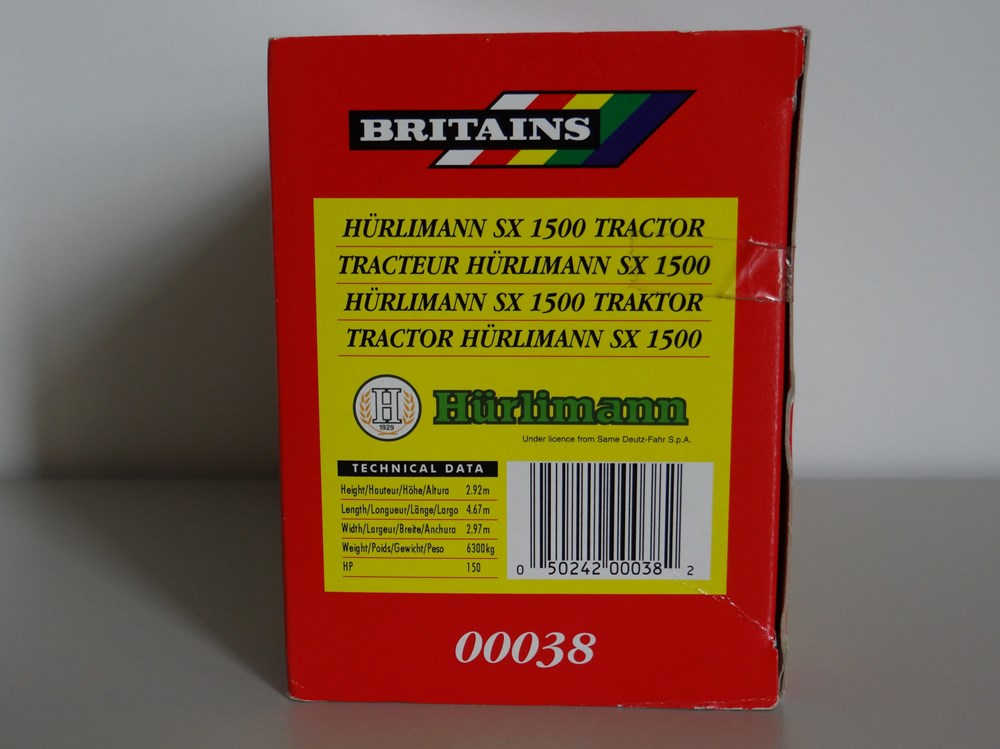 BRITAINS
HÜRLIMANN SX 1500 TRACTOR
TRACTEUR HÜRLIMANN SX 1500
HÜRLIMANN SX 1500 TRAKTOR
TRACTOR HÜRLIMANN SX 1500
H
1929
Hürlimann
Under licence from Same Deutz-Fahr S.p.A.
TECHNICAL DATA
Height/Hauteur/Höhe/Altura 2.92m
Length/Longueur/Länge/Largo 4.67m
Width/Largeur/Breite/Anchura 2.97m
Weight/Poids/Gewicht/Peso 6300kg
HP 150
0 50242 00038 2
00038